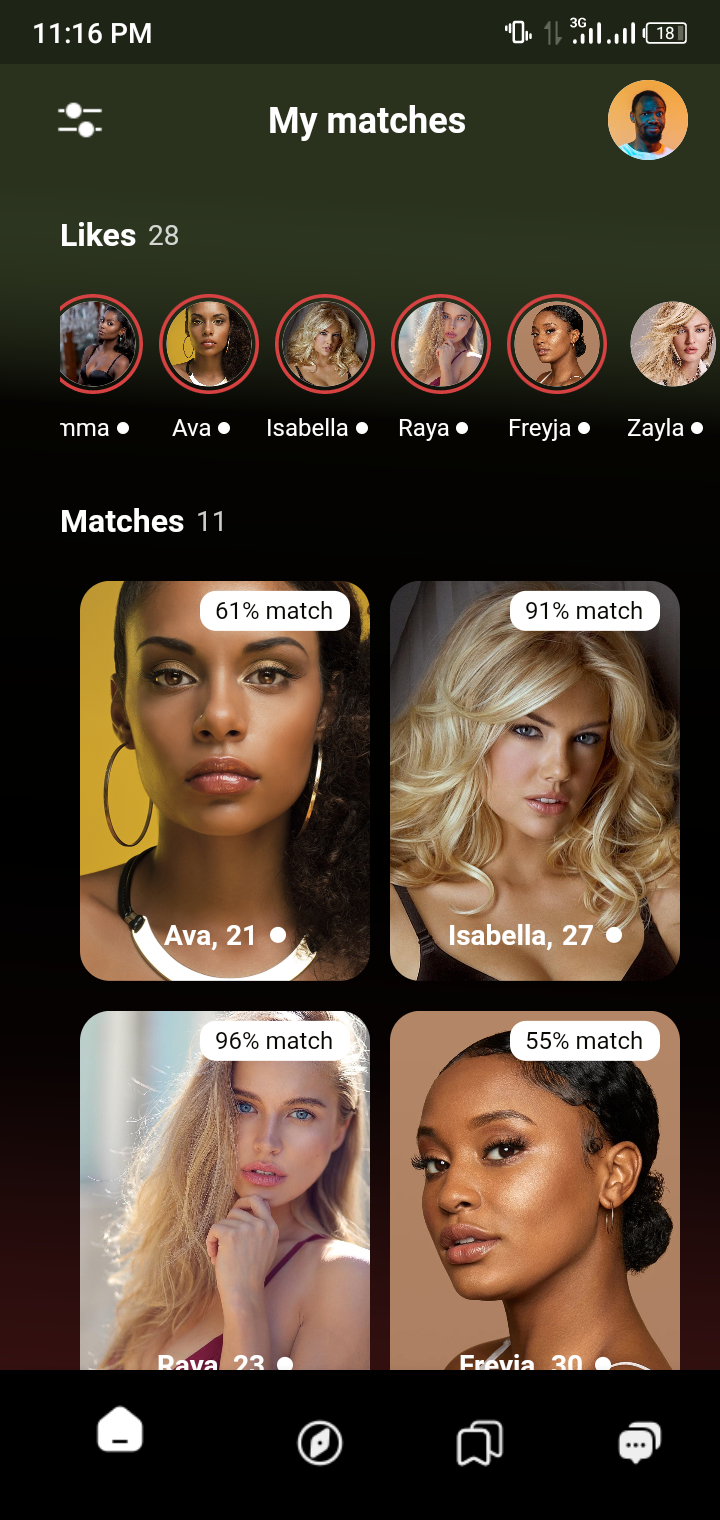 11:16 PM
3G
18
My matches
Likes 28
mma
Ava
Isabella
Raya
Freyja
Zayla
Matches 11
61% match
91% match
Ava, 21
Isabella, 27
96% match
55% match
Raya, 23
Freyja, 30